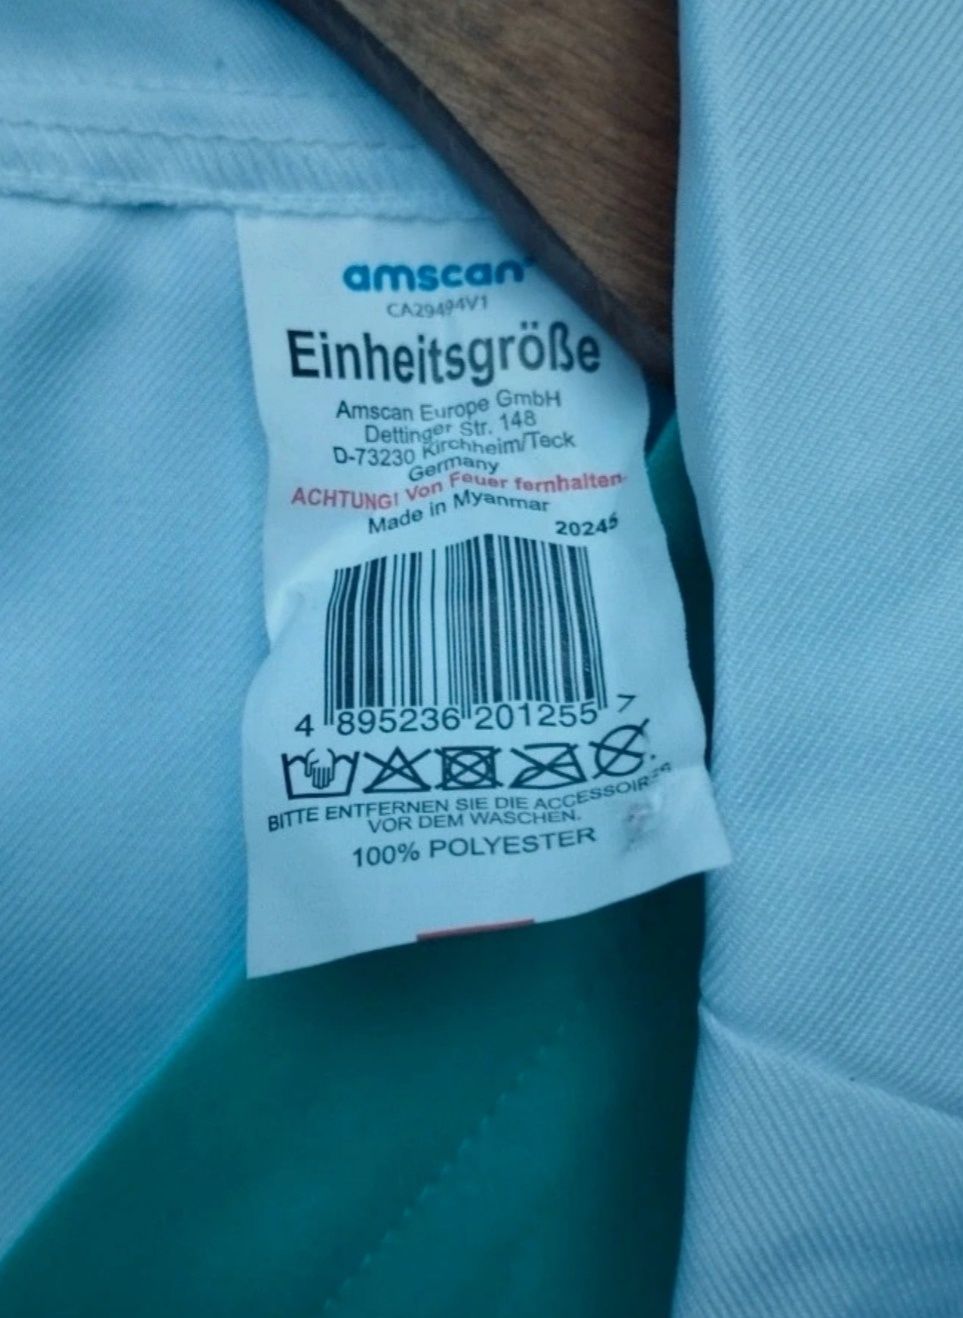 amscan
CA29494V1
Einheitsgröße
Amscan Europe GmbH
Dettinger Str. 148
D-73230 Kirchheim/Teck
Germany
ACHTUNG! Von Feuer fernhalten
Made in Myanmar
20245
4 895236 201255 7
BITTE ENTFERNEN SIE DIE ACCESSOIRES
VOR DEM WASCHEN.
100% POLYESTER